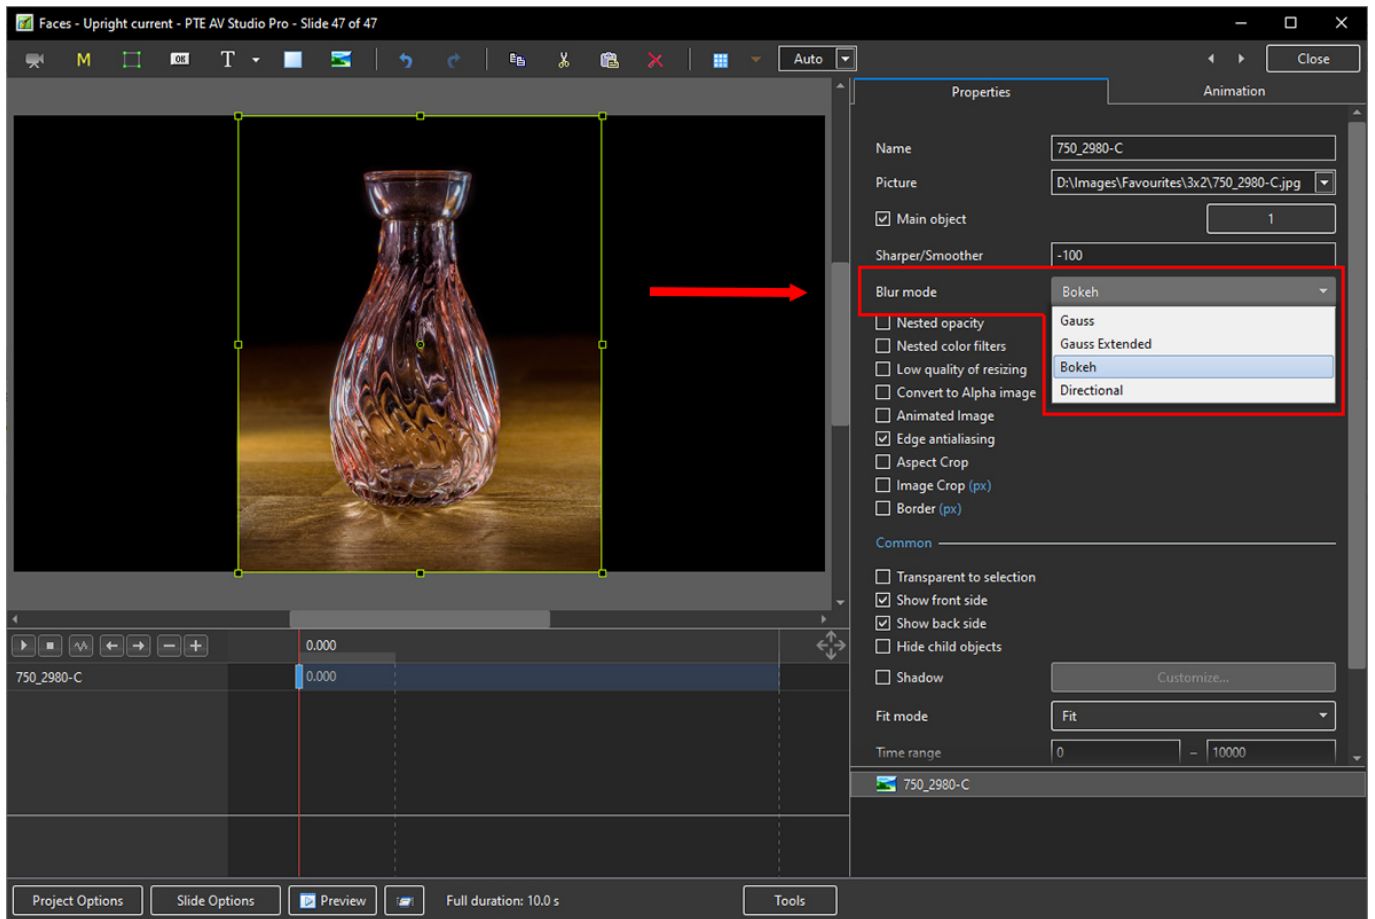 Faces - Upright current - PTE AV Studio Pro - Slide 47 of 47
M OK T Auto Close
Properties Animation
Name 750_2980-C
Picture D:\Images\Favourites\3x2\750_2980-C.jpg
Main object 1
Sharper/Smoother -100
Blur mode Bokeh
Gauss
Gauss Extended
Bokeh
Directional
Nested opacity
Nested color filters
Low quality of resizing
Convert to Alpha image
Animated Image
Edge antialiasing
Aspect Crop
Image Crop (px)
Border (px)
Common
Transparent to selection
Show front side
Show back side
Hide child objects
Shadow Customize...
Fit mode Fit
Time range 0 – 10000
750_2980-C
0.000
750_2980-C 0.000
Project Options Slide Options Preview Full duration: 10.0 s Tools